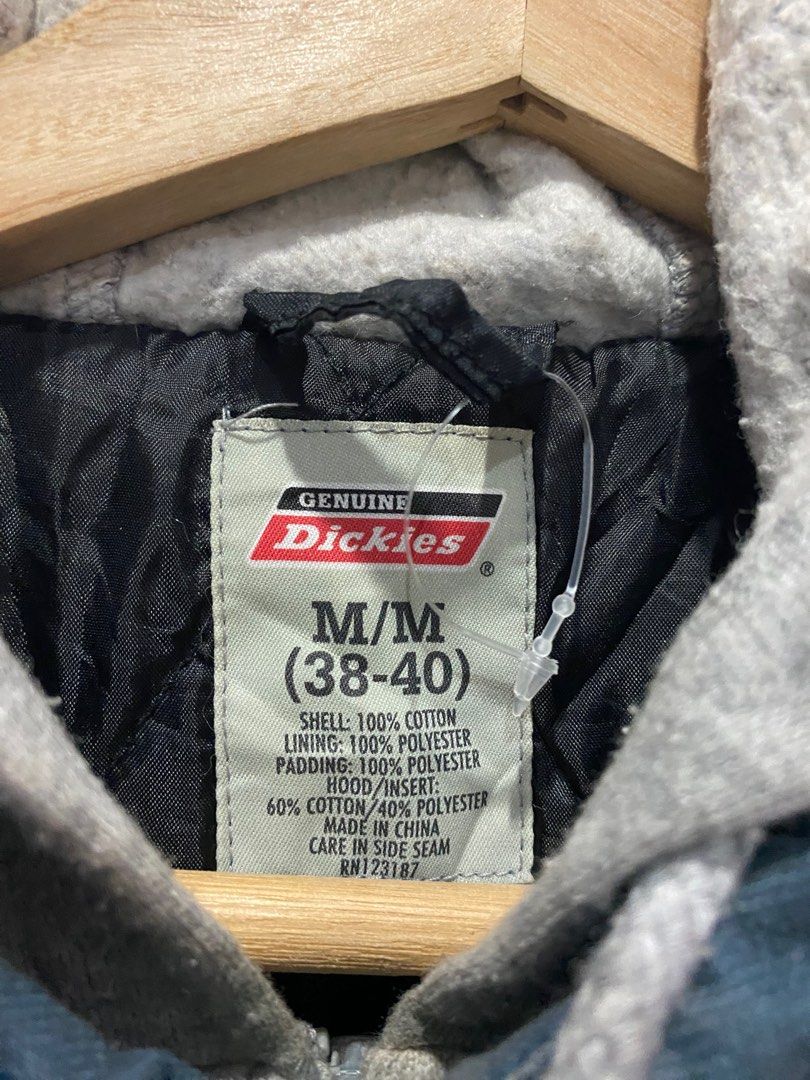 GENUINE
Dickies
®
M/M
(38-40)
SHELL: 100% COTTON
LINING: 100% POLYESTER
PADDING: 100% POLYESTER
HOOD/INSERT:
60% COTTON/40% POLYESTER
MADE IN CHINA
CARE IN SIDE SEAM
RN123187